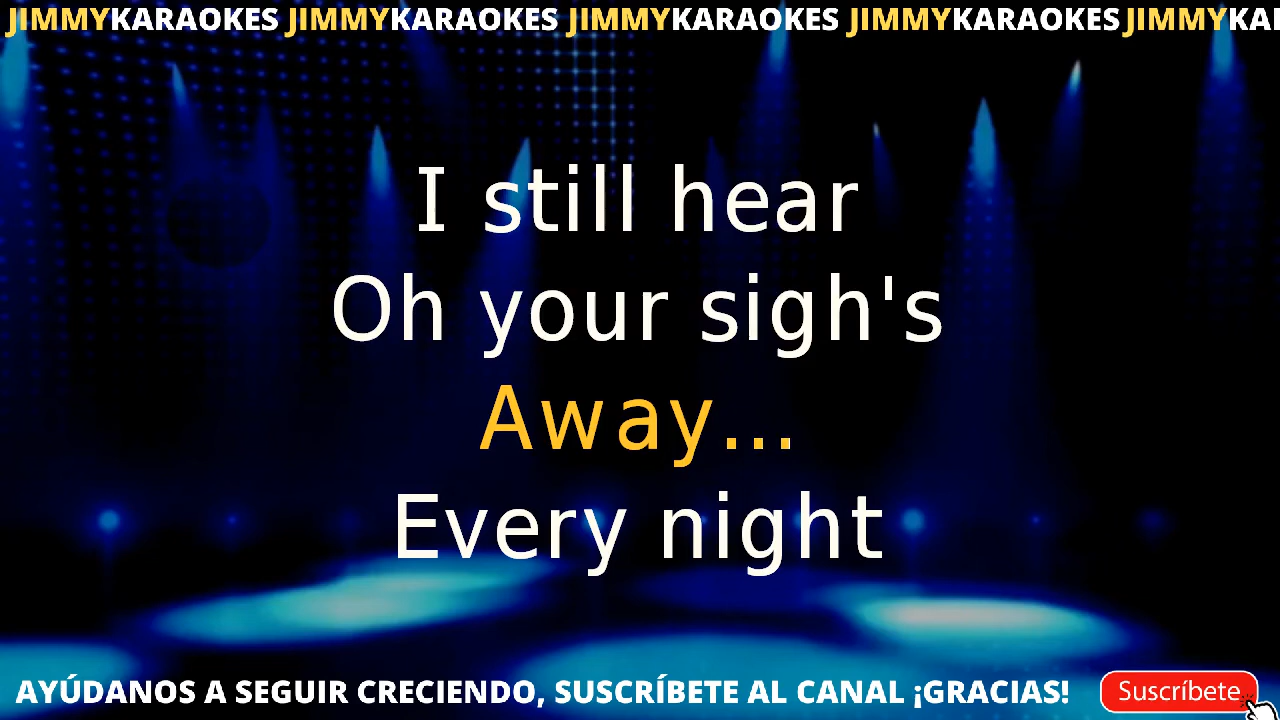 JIMMYKARAOKES JIMMYKARAOKES JIMMYKARAOKES JIMMYKARAOKES JIMMYKAI
I still hear
Oh your sigh's
Away...
Every night
AYÚDANOS A SEGUIR CRECIENDO, SUSCRÍBETE AL CANAL ¡GRACIAS!
Suscríbete